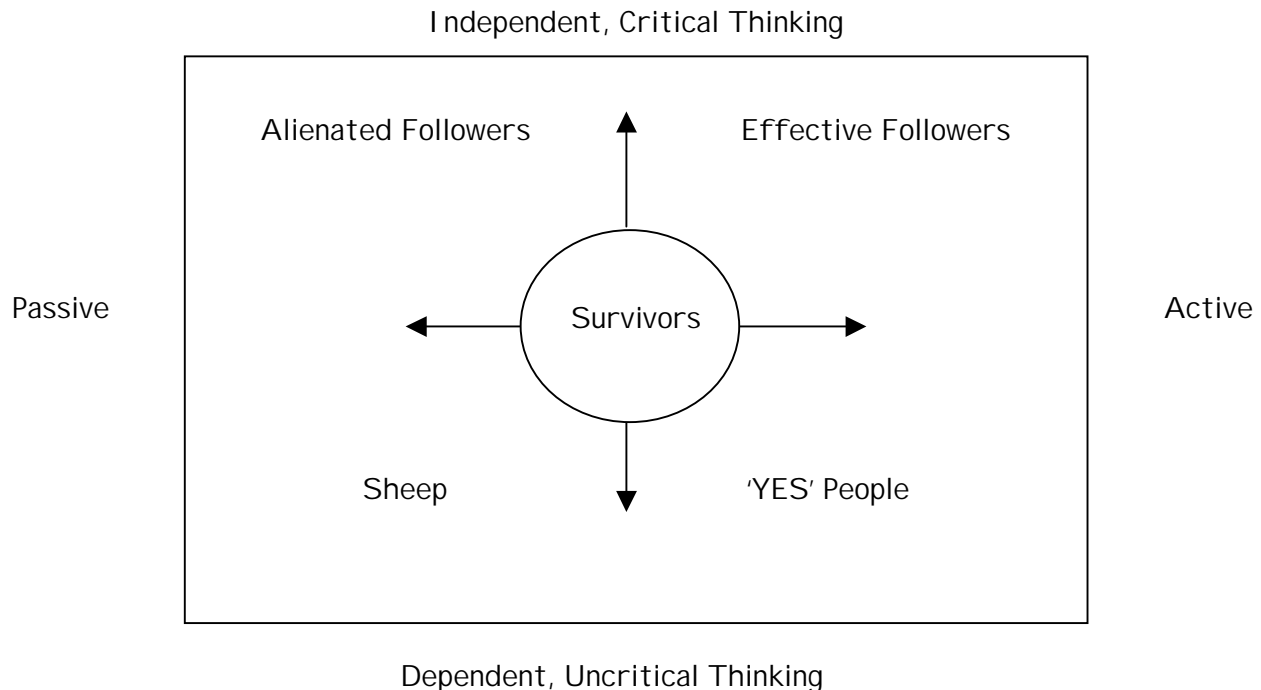 Independent, Critical Thinking
Alienated Followers
Effective Followers
Passive
Survivors
Active
Sheep
‘YES’ People
Dependent, Uncritical Thinking